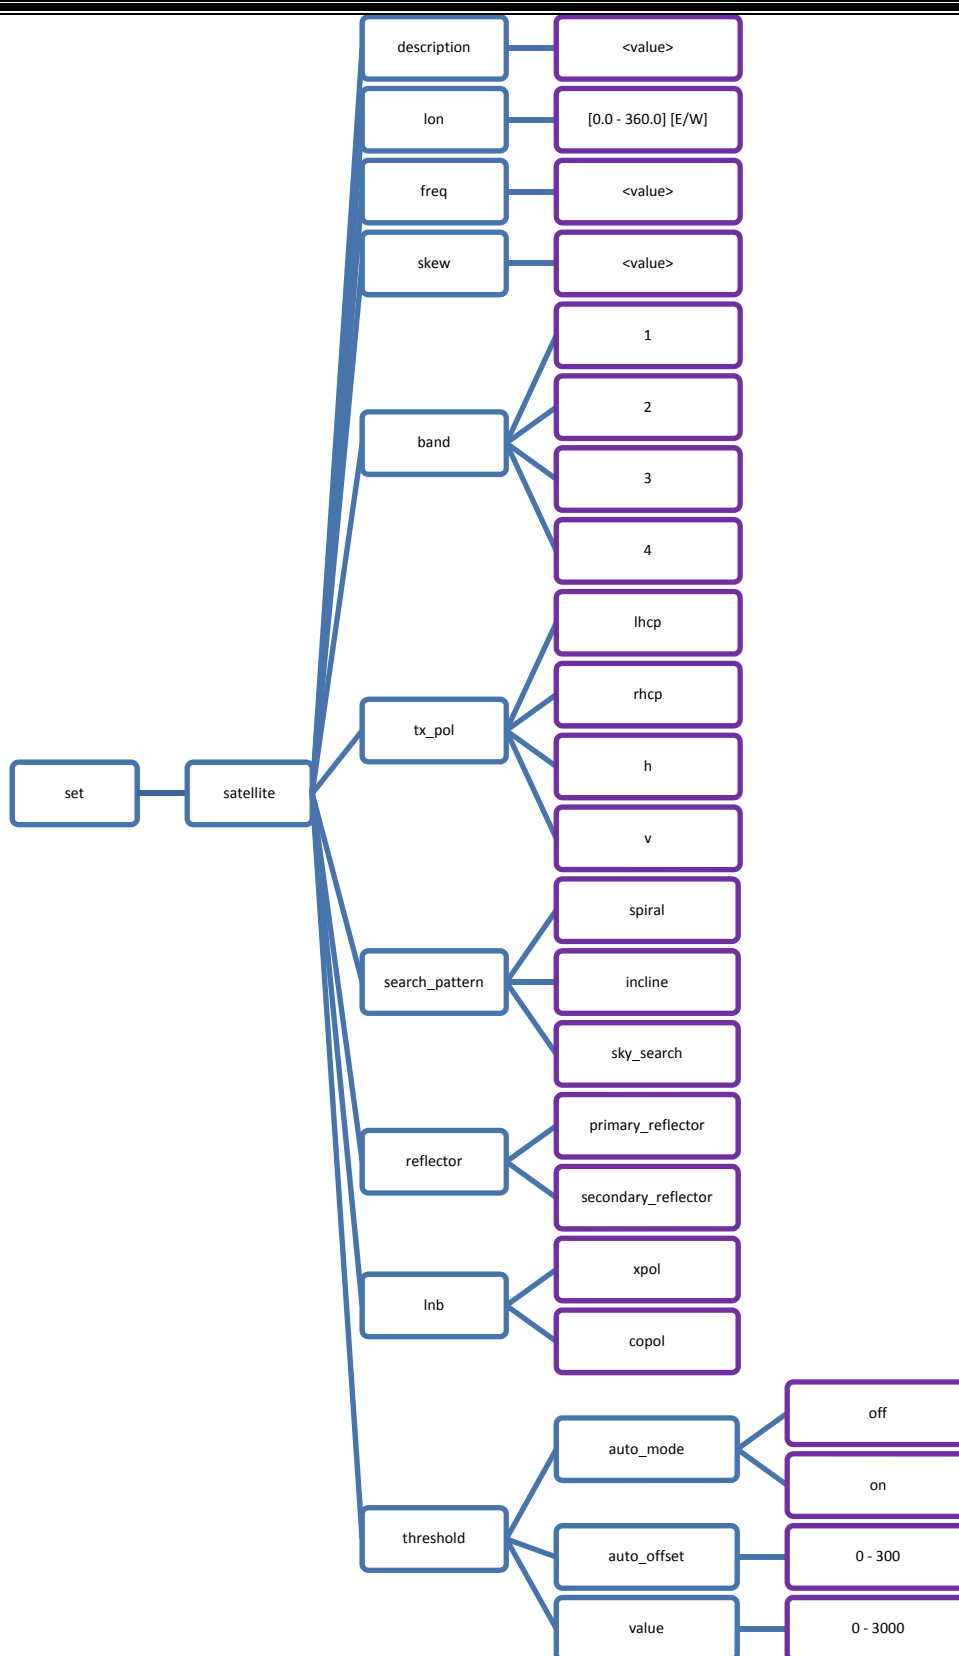 description
<value>
lon
[0.0 - 360.0] [E/W]
freq
<value>
skew
<value>
1
2
band
3
4
lhcp
rhcp
tx_pol
h
set
satellite
v
spiral
search_pattern
incline
sky_search
primary_reflector
reflector
secondary_reflector
xpol
lnb
copol
off
auto_mode
on
threshold
auto_offset
0 - 300
value
0 - 3000